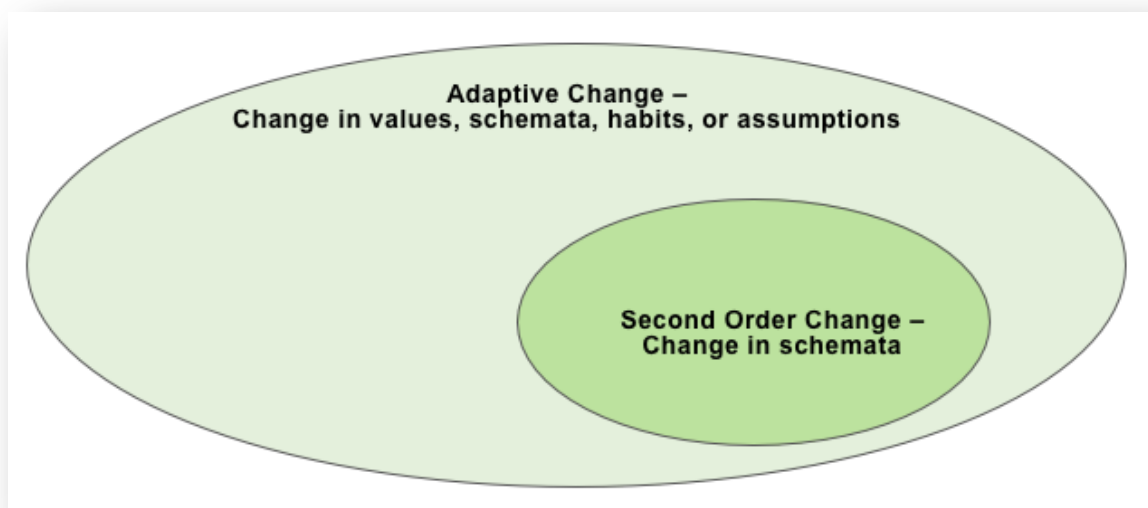 Adaptive Change –
Change in values, schemata, habits, or assumptions
Second Order Change –
Change in schemata